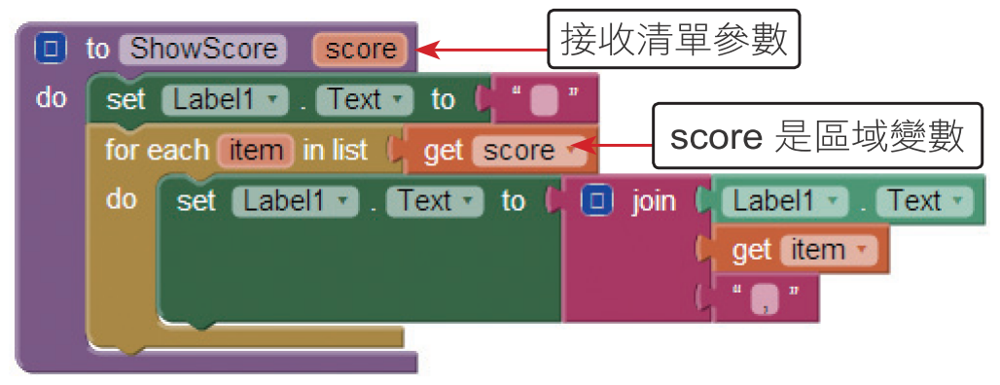 to ShowScore score
接收清單參數
do set Label1 . Text to “ ”
for each item in list get score
score 是區域變數
do set Label1 . Text to join Label1 . Text
get item
“ , ”